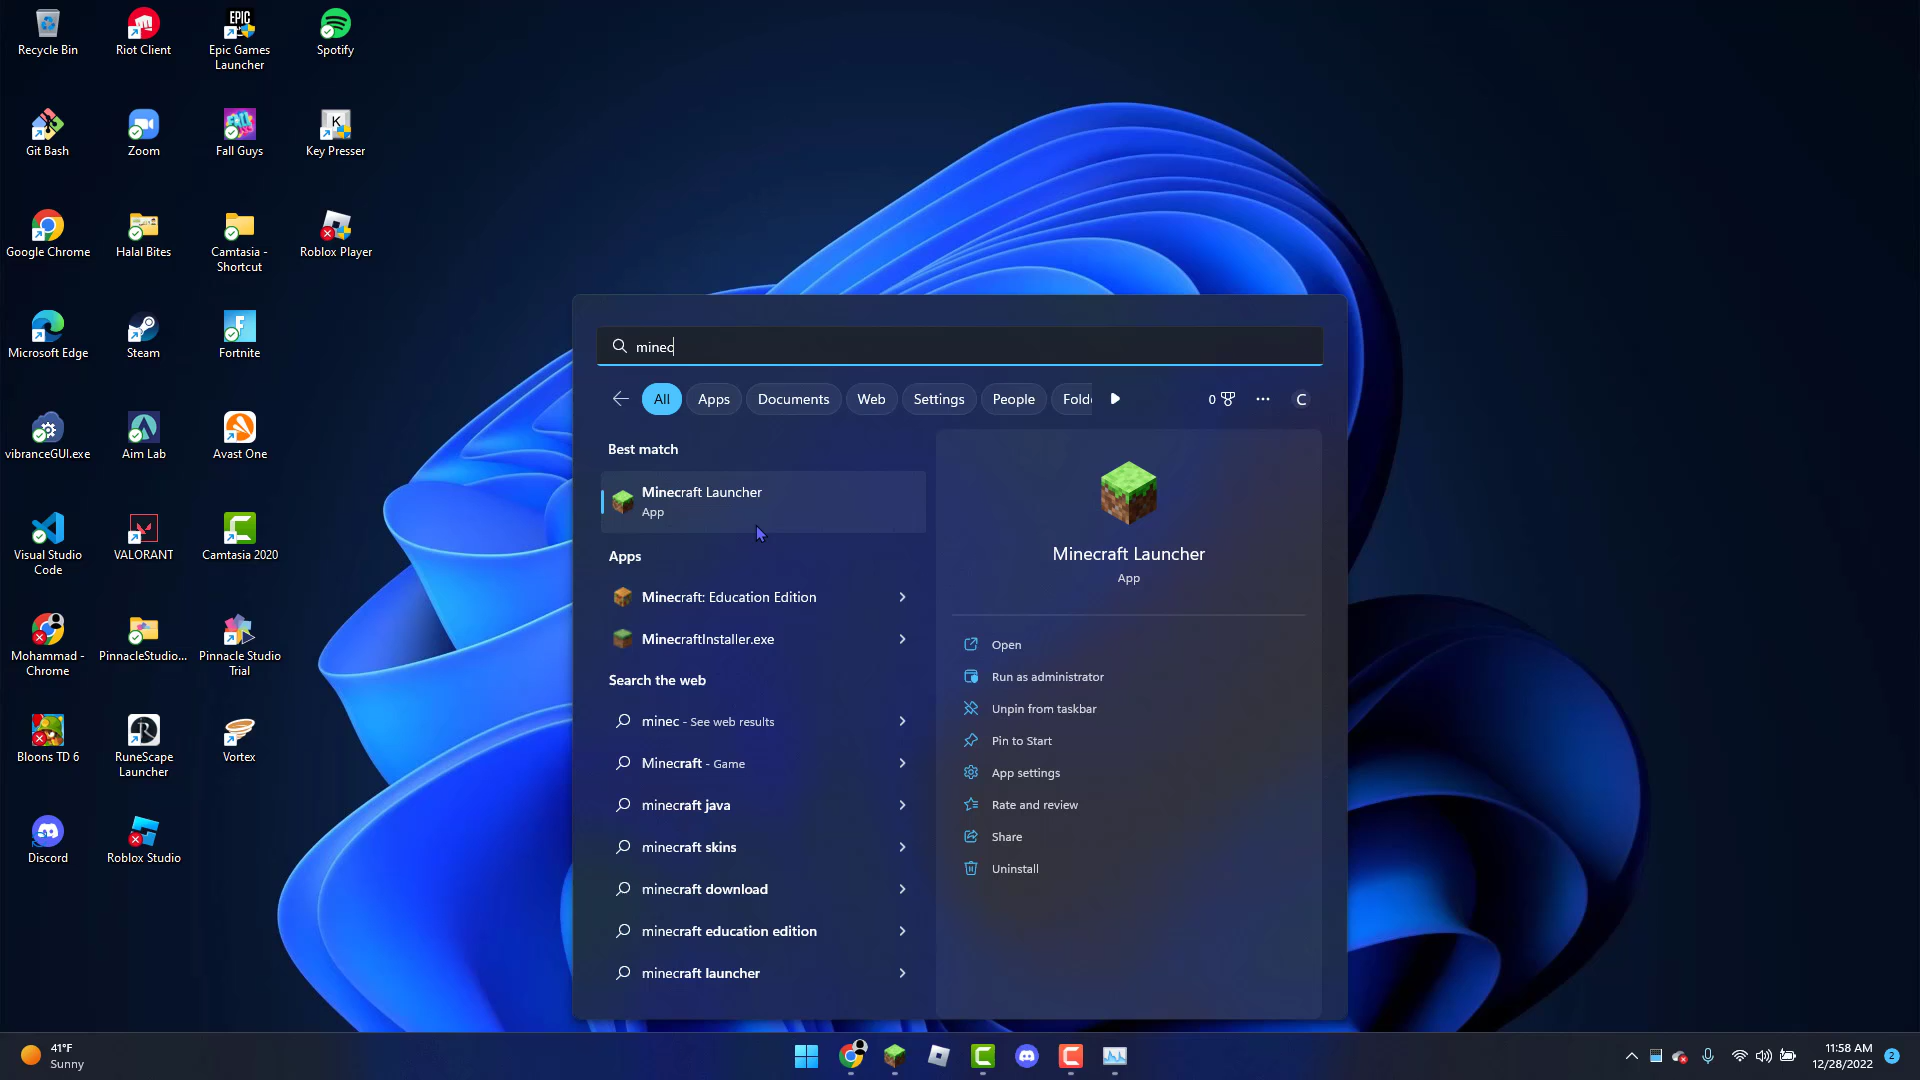 Recycle Bin
Riot Client
Epic Games
Launcher
Spotify
Git Bash
Zoom
Fall Guys
Key Presser
Google Chrome
Halal Bites
Camtasia -
Shortcut
Roblox Player
Microsoft Edge
Steam
Fortnite
vibranceGUI.exe
Aim Lab
Avast One
Visual Studio
Code
VALORANT
Camtasia 2020
Mohammad -
Chrome
PinnacleStudio...
Pinnacle Studio
Trial
Bloons TD 6
RuneScape
Launcher
Vortex
Discord
Roblox Studio
minec
All
Apps
Documents
Web
Settings
People
Fold
0
C
Best match
Minecraft Launcher
App
Apps
Minecraft: Education Edition
MinecraftInstaller.exe
Search the web
minec - See web results
Minecraft - Game
minecraft java
minecraft skins
minecraft download
minecraft education edition
minecraft launcher
Minecraft Launcher
App
Open
Run as administrator
Unpin from taskbar
Pin to Start
App settings
Rate and review
Share
Uninstall
41°F
Sunny
11:58 AM
12/28/2022
2